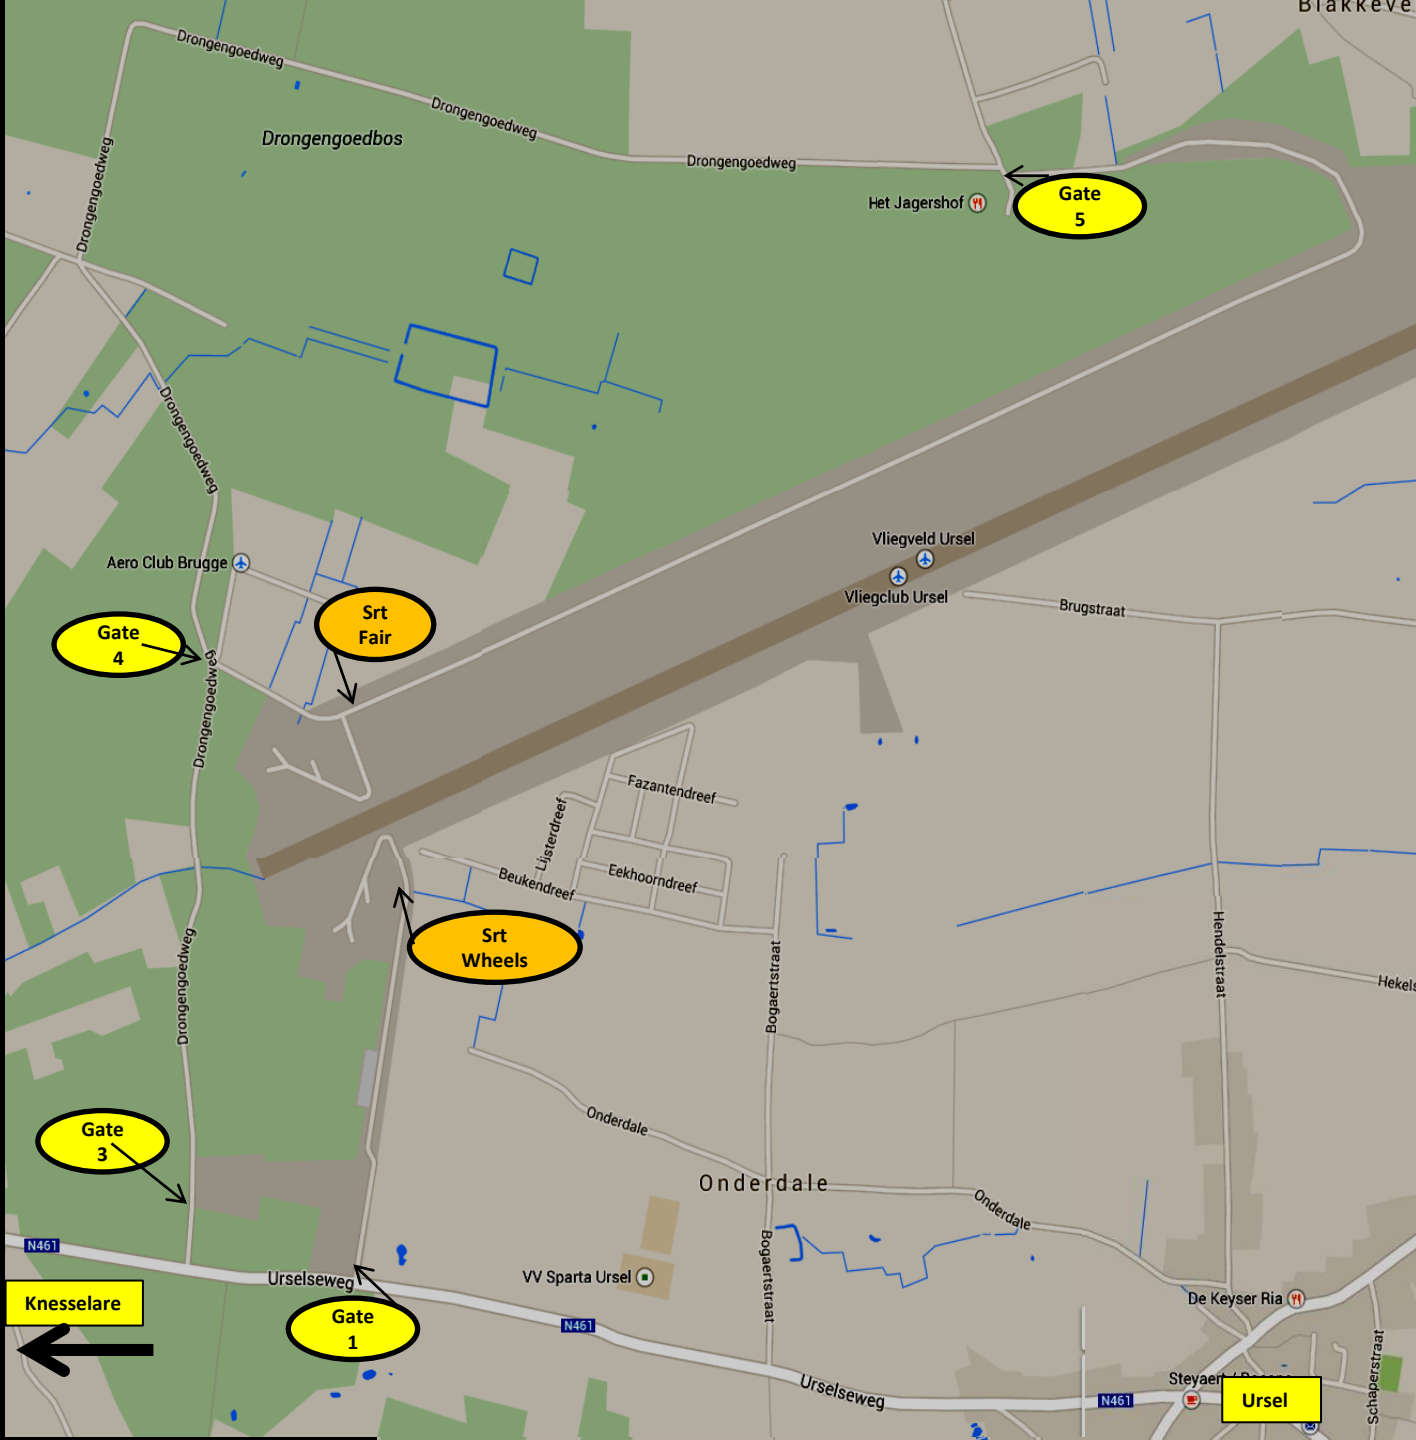 Blakkeve
Drongengoedweg
Drongengoedweg
Drongengoedbos
Drongengoedweg
Drongengoedweg
Gate
5
Het Jagershof
Drongengoedweg
Vliegveld Ursel
Aero Club Brugge
Vliegclub Ursel
Brugstraat
Srt
Fair
Gate
4
Drongengoedweg
Fazantendreef
Lijsterdreef
Beukendreef
Eekhoorndreef
Srt
Wheels
Drongengoedweg
Bogaertstraat
Hendelstraat
Hekels
Onderdale
Gate
3
Onderdale
Onderdale
N461
Urselseweg
VV Sparta Ursel
Bogaertstraat
Knesselare
De Keyser Ria
Gate
1
N461
Schaperstraat
Urselseweg
N461
Steyaert
Ursel